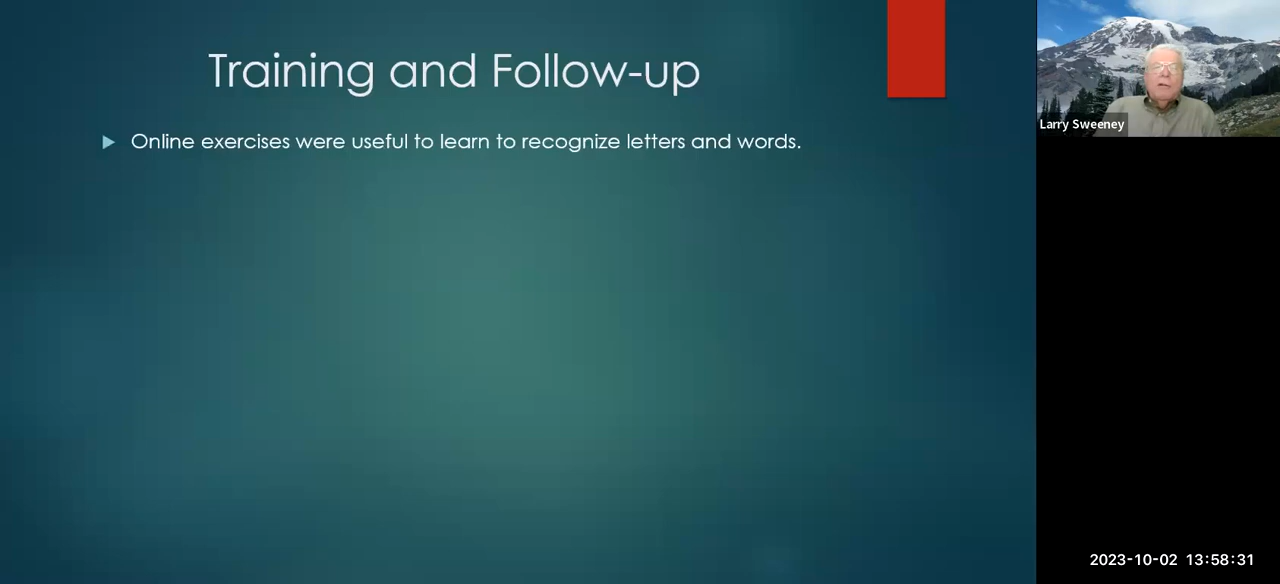 Training and Follow-up
Online exercises were useful to learn to recognize letters and words.
Larry Sweeney
2023-10-02 13:58:31